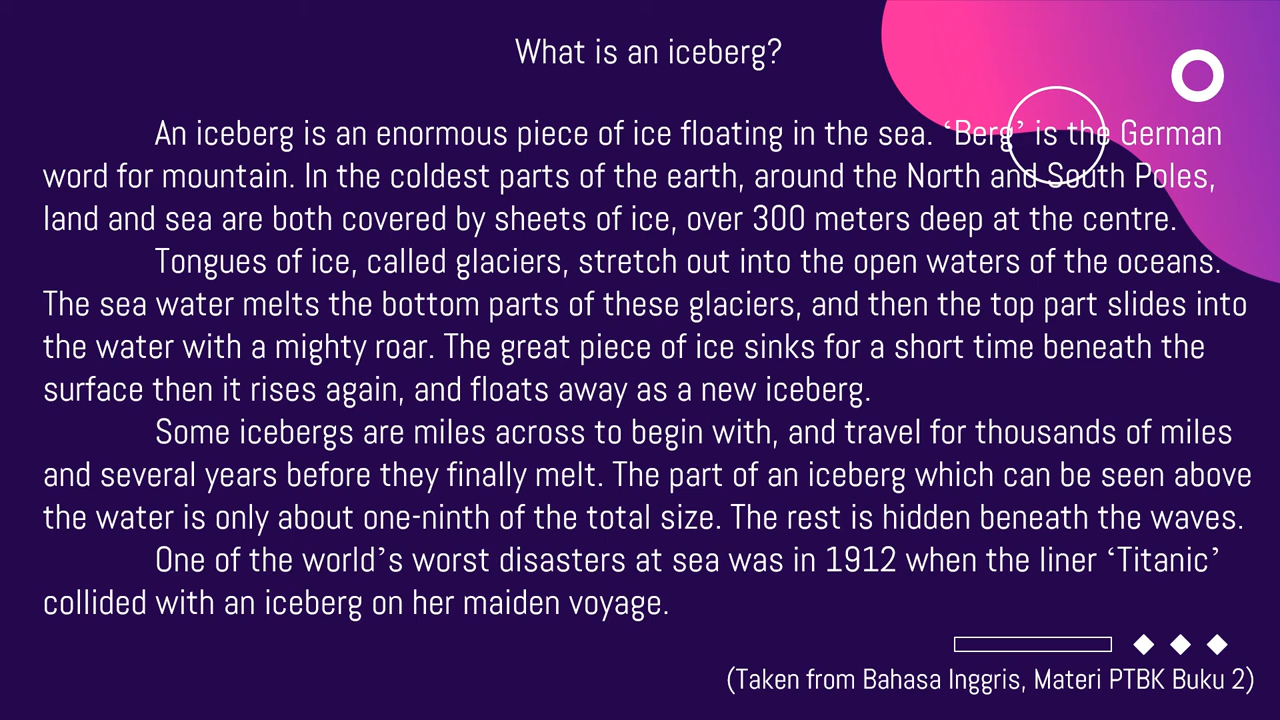 What is an iceberg?
An iceberg is an enormous piece of ice floating in the sea. ‘Berg’ is the German
word for mountain. In the coldest parts of the earth, around the North and South Poles,
land and sea are both covered by sheets of ice, over 300 meters deep at the centre.
Tongues of ice, called glaciers, stretch out into the open waters of the oceans.
The sea water melts the bottom parts of these glaciers, and then the top part slides into
the water with a mighty roar. The great piece of ice sinks for a short time beneath the
surface then it rises again, and floats away as a new iceberg.
Some icebergs are miles across to begin with, and travel for thousands of miles
and several years before they finally melt. The part of an iceberg which can be seen above
the water is only about one-ninth of the total size. The rest is hidden beneath the waves.
One of the world’s worst disasters at sea was in 1912 when the liner ‘Titanic’
collided with an iceberg on her maiden voyage.
(Taken from Bahasa Inggris, Materi PTBK Buku 2)